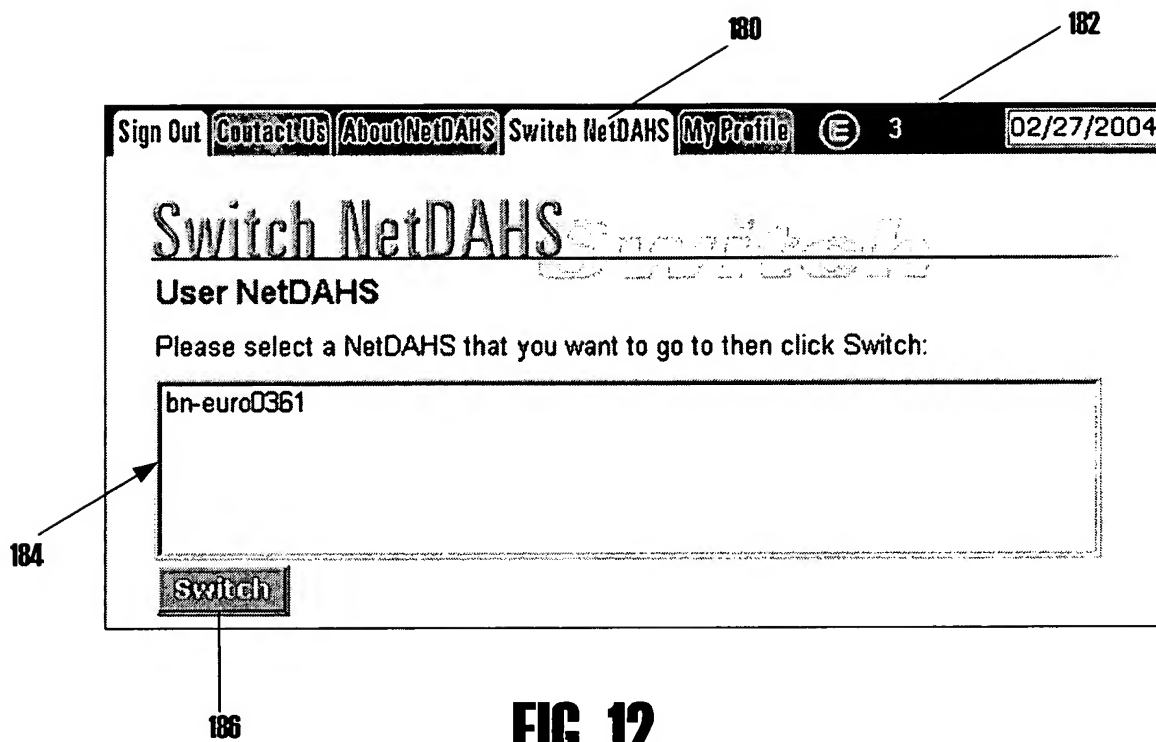 180
182
Sign Out Contact Us About NetDAHS Switch NetDAHS My Profile E 3 02/27/2004
Switch NetDAHS
User NetDAHS
Please select a NetDAHS that you want to go to then click Switch:
bn-euro0361
184
Switch
186
FIG. 12